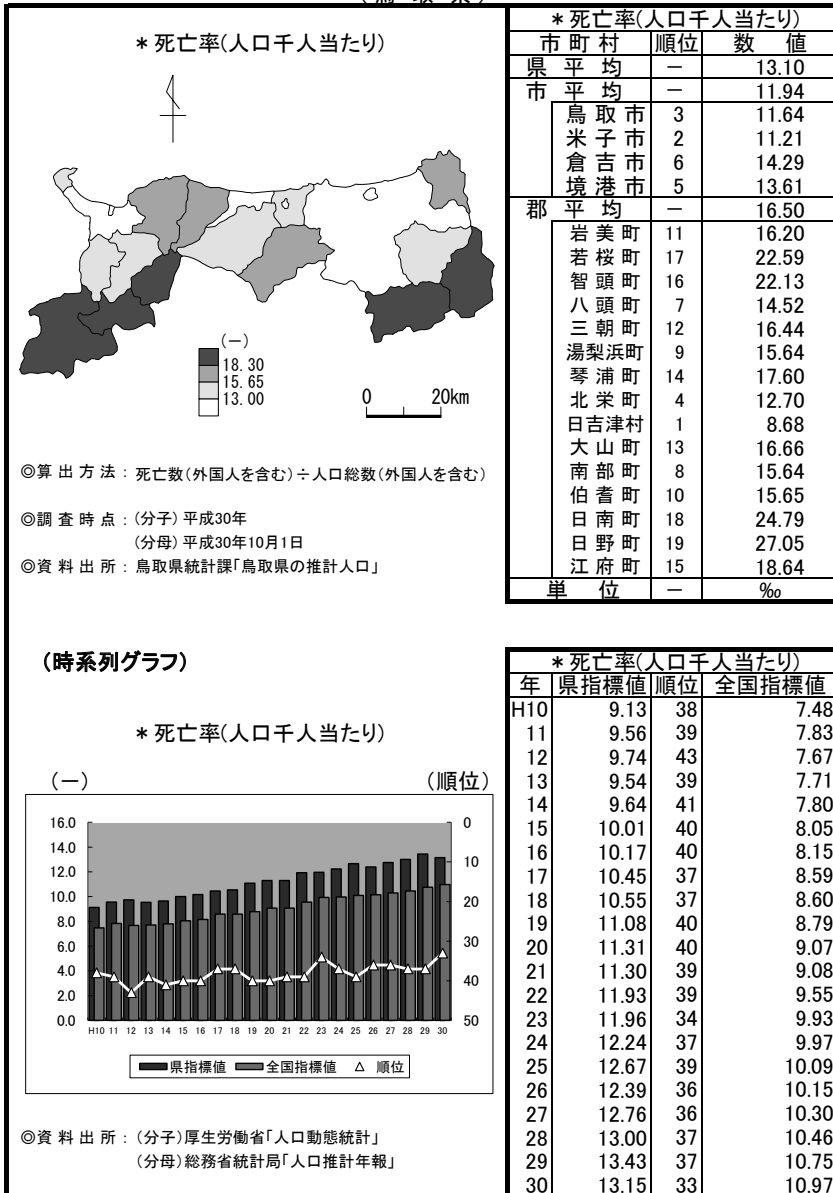 *死亡率(人口千人当たり)
(-)
18.30
15.65
13.00
0 20km
◎算出方法：死亡数(外国人を含む)÷人口総数(外国人を含む)
◎調査時点：(分子)平成30年
(分母)平成30年10月1日
◎資料出所：鳥取県統計課「鳥取県の推計人口」
*死亡率(人口千人当たり)
市町村 順位 数値
県平均 - 13.10
市平均 - 11.94
鳥取市 3 11.64
米子市 2 11.21
倉吉市 6 14.29
境港市 5 13.61
郡平均 - 16.50
岩美町 11 16.20
若桜町 17 22.59
智頭町 16 22.13
八頭町 7 14.52
三朝町 12 16.44
湯梨浜町 9 15.64
琴浦町 14 17.60
北栄町 4 12.70
日吉津村 1 8.68
大山町 13 16.66
南部町 8 15.64
伯耆町 10 15.65
日南町 18 24.79
日野町 19 27.05
江府町 15 18.64
単位 - ‰
(時系列グラフ)
*死亡率(人口千人当たり)
(-) (順位)
16.0 0
14.0
12.0 10
10.0 20
8.0
6.0 30
4.0 40
2.0
0.0 50
H10 11 12 13 14 15 16 17 18 19 20 21 22 23 24 25 26 27 28 29 30
県指標値 全国指標値 △ 順位
◎資料出所：(分子)厚生労働省「人口動態統計」
(分母)総務省統計局「人口推計年報」
*死亡率(人口千人当たり)
年 県指標値 順位 全国指標値
H10 9.13 38 7.48
11 9.56 39 7.83
12 9.74 43 7.67
13 9.54 39 7.71
14 9.64 41 7.80
15 10.01 40 8.05
16 10.17 40 8.15
17 10.45 37 8.59
18 10.55 37 8.60
19 11.08 40 8.79
20 11.31 40 9.07
21 11.30 39 9.08
22 11.93 39 9.55
23 11.96 34 9.93
24 12.24 37 9.97
25 12.67 39 10.09
26 12.39 36 10.15
27 12.76 36 10.30
28 13.00 37 10.46
29 13.43 37 10.75
30 13.15 33 10.97